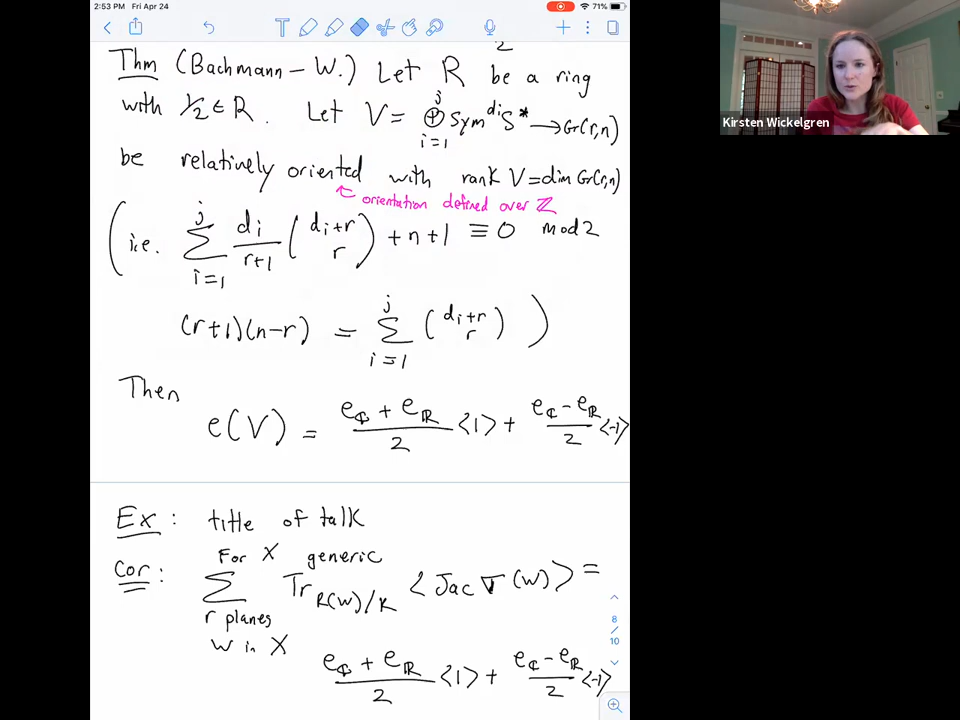 2:53 PM Fri Apr 24
71%
Thm (Bachmann – W.) Let R be a ring
with 1/2 ∈ R. Let V = ⊕_{i=1}^{j} Sym^{d_i} S* → Gr(r,n)
be relatively oriented with rank V = dim Gr(r,n)
orientation defined over ℤ
(i.e. Σ_{i=1}^{j} d_i/(r+1) (d_i+r r) + n+1 ≡ 0 mod 2
(r+1)(n-r) = Σ_{i=1}^{j} (d_i+r r) )
Then
e(V) = (e_ℂ + e_ℝ)/2 <1> + (e_ℂ - e_ℝ)/2 <-1>
Ex: title of talk
Cor: For X generic
Σ_{r planes W in X} Tr_{k(W)/k} <Jac σ(W)> =
(e_ℂ + e_ℝ)/2 <1> + (e_ℂ - e_ℝ)/2 <-1>
8
/
10
Kirsten Wickelgren